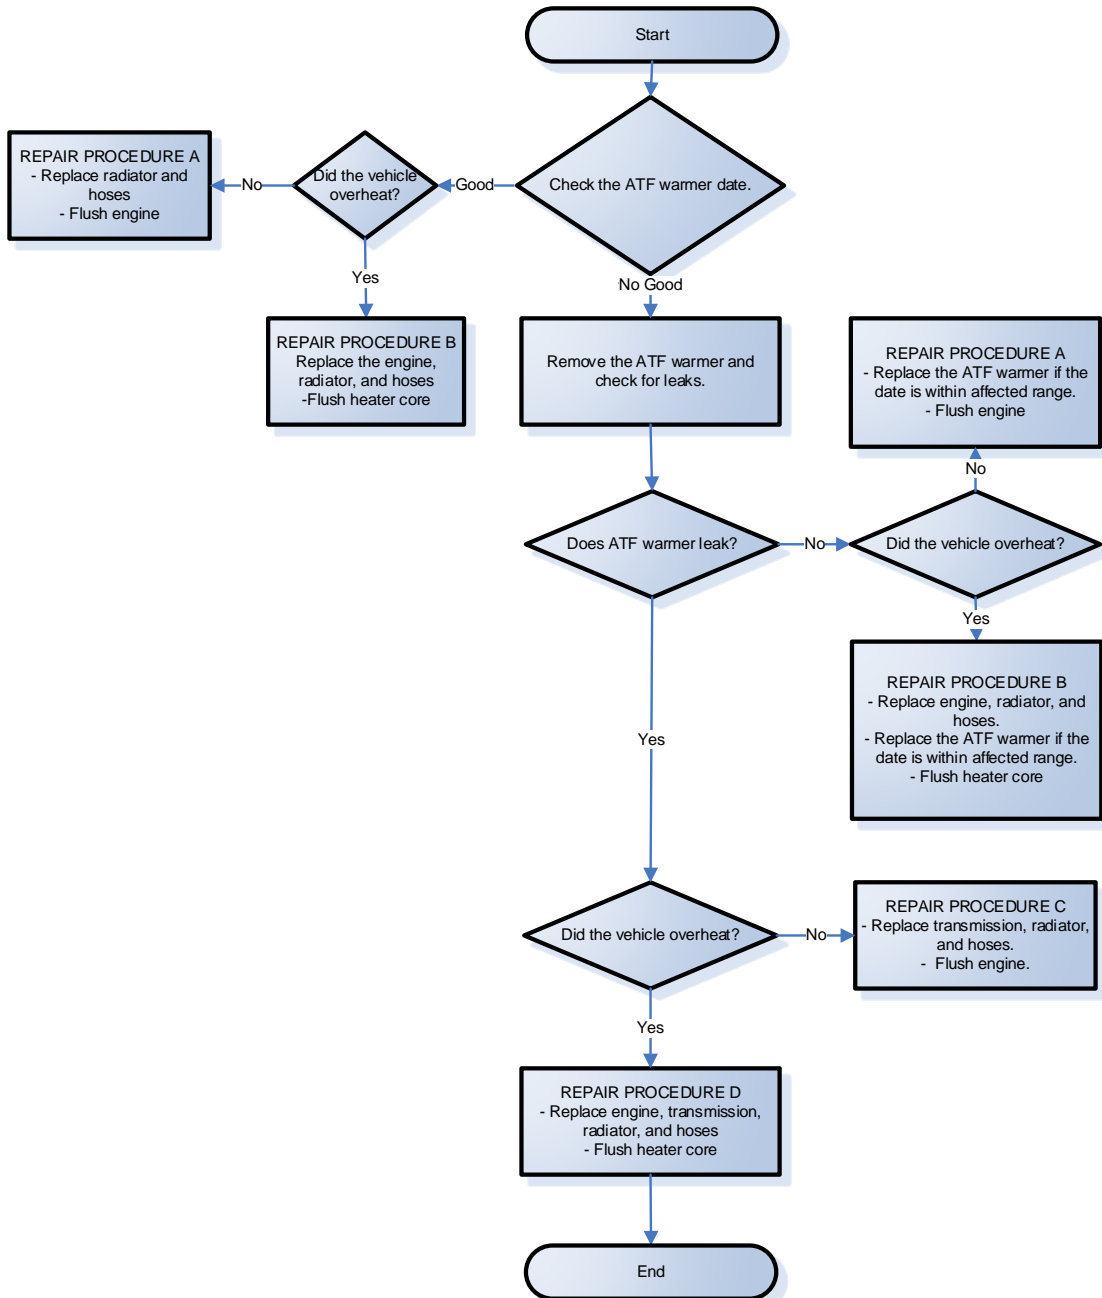 Start
Check the ATF warmer date.
Good
Did the vehicle
overheat?
No
REPAIR PROCEDURE A
- Replace radiator and
hoses
- Flush engine
Yes
REPAIR PROCEDURE B
Replace the engine,
radiator, and hoses
-Flush heater core
No Good
Remove the ATF warmer and
check for leaks.
Does ATF warmer leak?
No
Did the vehicle overheat?
No
REPAIR PROCEDURE A
- Replace the ATF warmer if the
date is within affected range.
- Flush engine
Yes
REPAIR PROCEDURE B
- Replace engine, radiator, and
hoses.
- Replace the ATF warmer if the
date is within affected range.
- Flush heater core
Yes
Did the vehicle overheat?
No
REPAIR PROCEDURE C
- Replace transmission, radiator,
and hoses.
- Flush engine.
Yes
REPAIR PROCEDURE D
- Replace engine, transmission,
radiator, and hoses
- Flush heater core
End